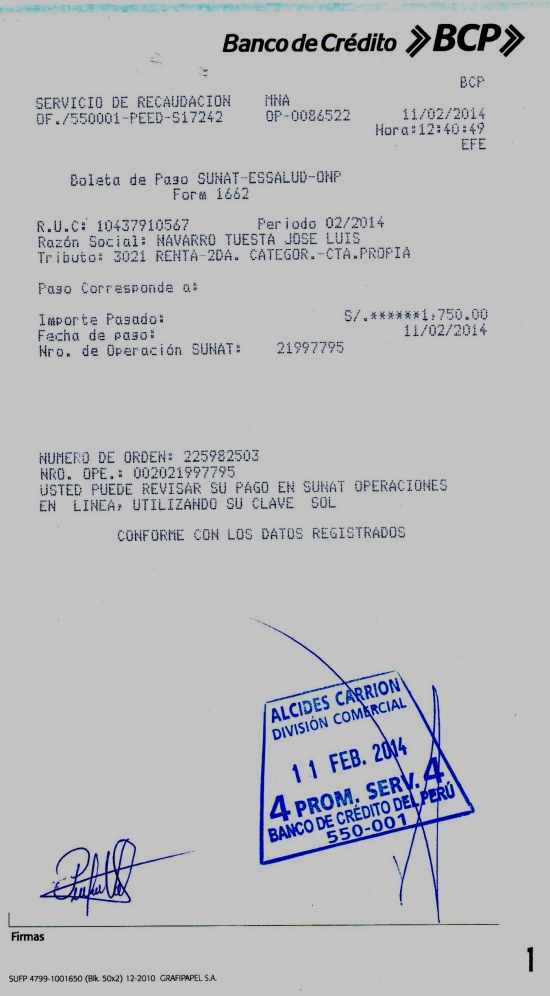 Banco de Crédito BCP
BCP
SERVICIO DE RECAUDACION MNA
OF./550001-PEED-S17242 OP-0086522 11/02/2014
Hora:12:40:49
EFE
Boleta de Pago SUNAT-ESSALUD-ONP
Form 1662
R.U.C: 10437910567 Periodo 02/2014
Razón Social: NAVARRO TUESTA JOSE LUIS
Tributo: 3021 RENTA-2DA. CATEGOR.-CTA.PROPIA
Pago Corresponde a:
Importe Pagado: S/.******1,750.00
Fecha de pago: 11/02/2014
Nro. de Operación SUNAT: 21997795
NUMERO DE ORDEN: 225982503
NRO. OPE.: 002021997795
USTED PUEDE REVISAR SU PAGO EN SUNAT OPERACIONES
EN LINEA, UTILIZANDO SU CLAVE SOL
CONFORME CON LOS DATOS REGISTRADOS
ALCIDES CARRION
DIVISIÓN COMERCIAL
11 FEB. 2014
4 PROM. SERV. 4
BANCO DE CRÉDITO DEL PERÚ
550-001
Firmas
1
SUFP 4799-1001650 (Blk. 50x2) 12-2010 GRAFIPAPEL S.A.